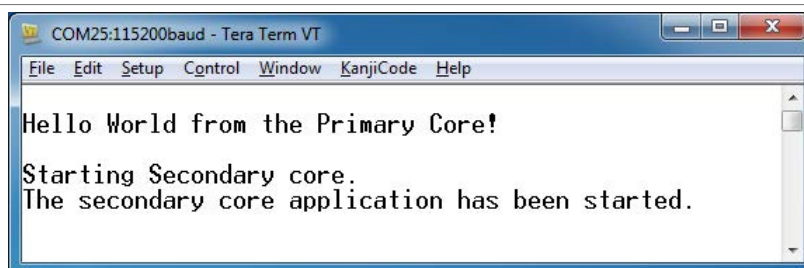 COM25:115200baud - Tera Term VT
File Edit Setup Control Window KanjiCode Help
Hello World from the Primary Core!
Starting Secondary core.
The secondary core application has been started.